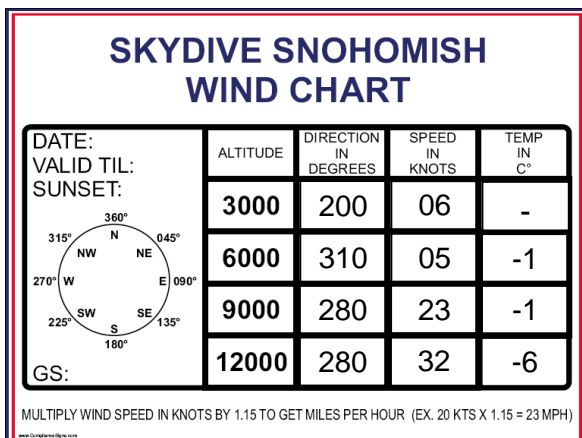 SKYDIVE SNOHOMISH
WIND CHART
DATE:
VALID TIL:
SUNSET:
360°
315° N 045°
NW NE
270° W E 090°
SW SE
225° S 135°
180°
GS:
ALTITUDE DIRECTION IN DEGREES SPEED IN KNOTS TEMP IN C°
3000 200 06 -
6000 310 05 -1
9000 280 23 -1
12000 280 32 -6
MULTIPLY WIND SPEED IN KNOTS BY 1.15 TO GET MILES PER HOUR (EX. 20 KTS X 1.15 = 23 MPH)
www.ComplianceSigns.com